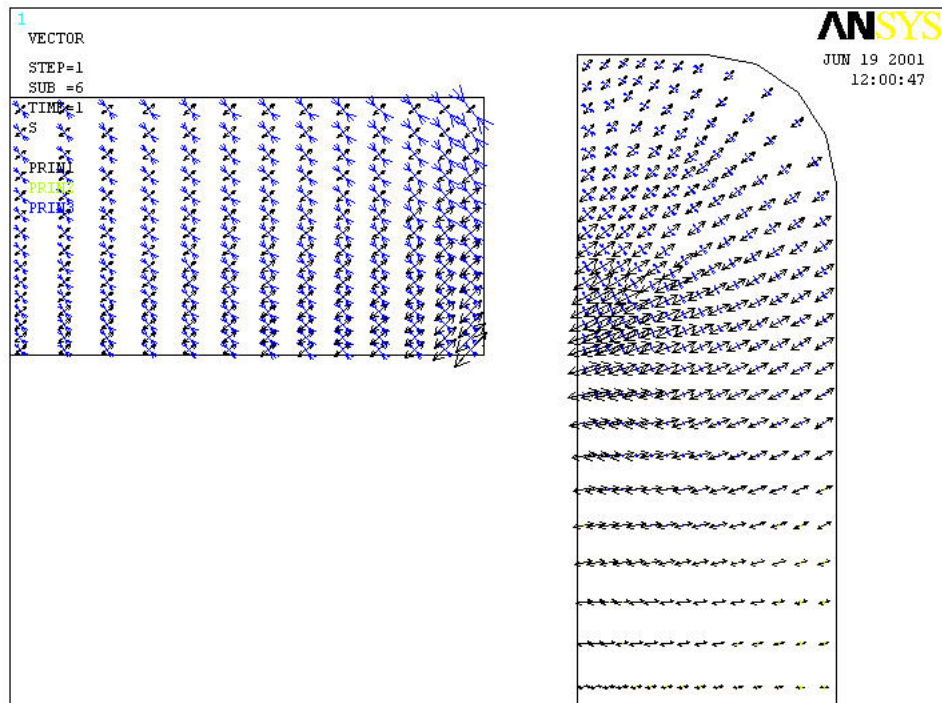 1
ANSYS
VECTOR
JUN 19 2001
12:00:47
STEP=1
SUB =6
TIME=1
S
PRIN1
PRIN2
PRIN3